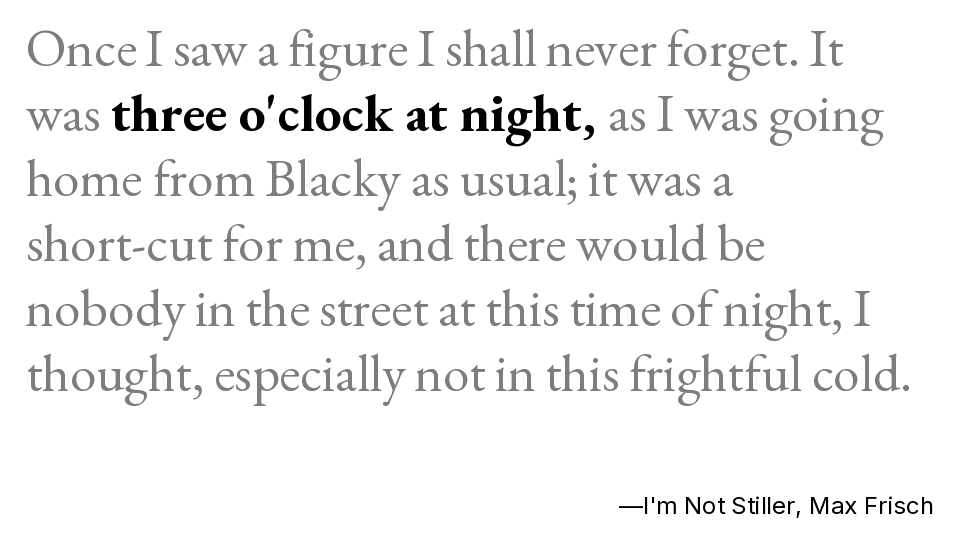 Once I saw a figure I shall never forget. It
was three o'clock at night, as I was going
home from Blacky as usual; it was a
short-cut for me, and there would be
nobody in the street at this time of night, I
thought, especially not in this frightful cold.
—I'm Not Stiller, Max Frisch